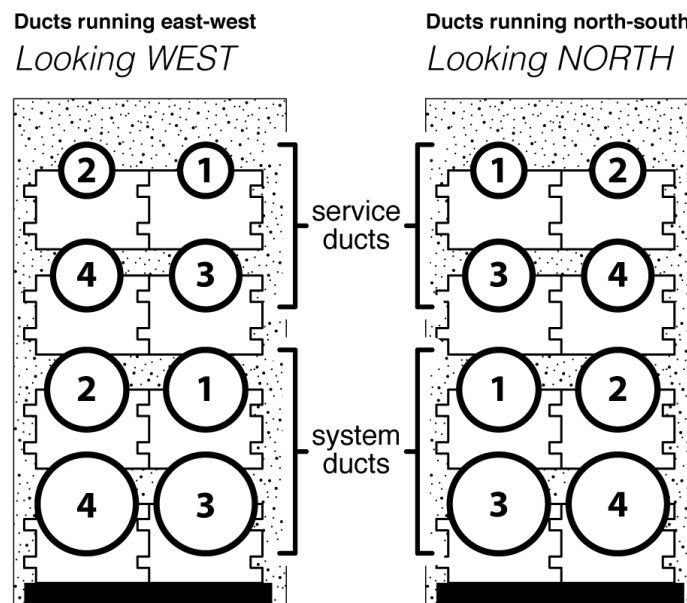 Ducts running east-west
Looking WEST
Ducts running north-south
Looking NORTH
2 1
4 3
2 1
4 3
service
ducts
system
ducts
1 2
3 4
1 2
3 4